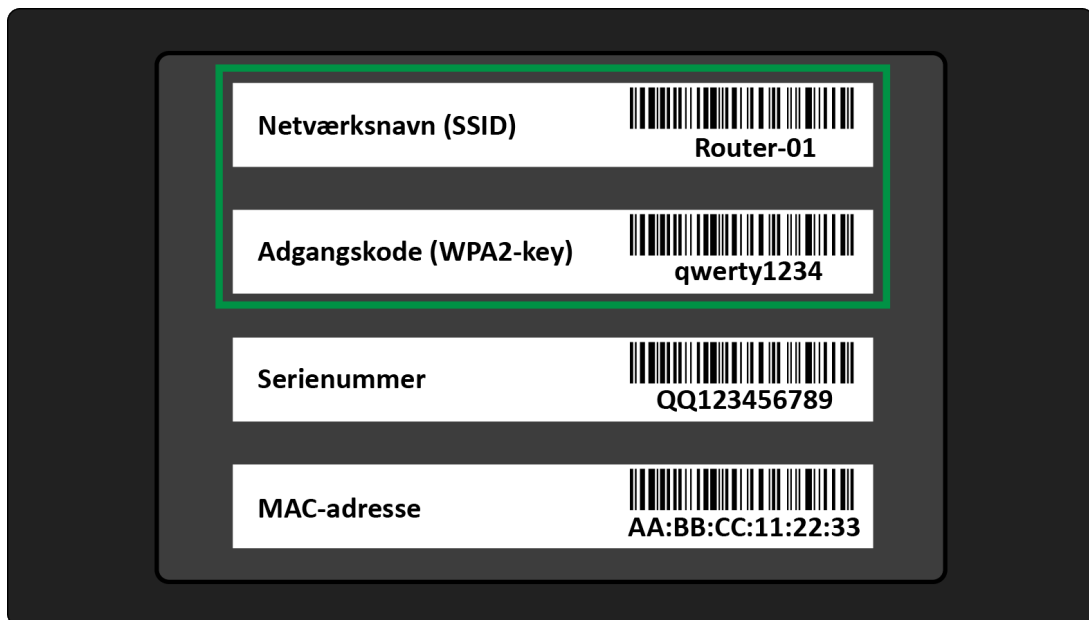 Netværksnavn (SSID)
Router-01
Adgangskode (WPA2-key)
qwerty1234
Serienummer
QQ123456789
MAC-adresse
AA:BB:CC:11:22:33